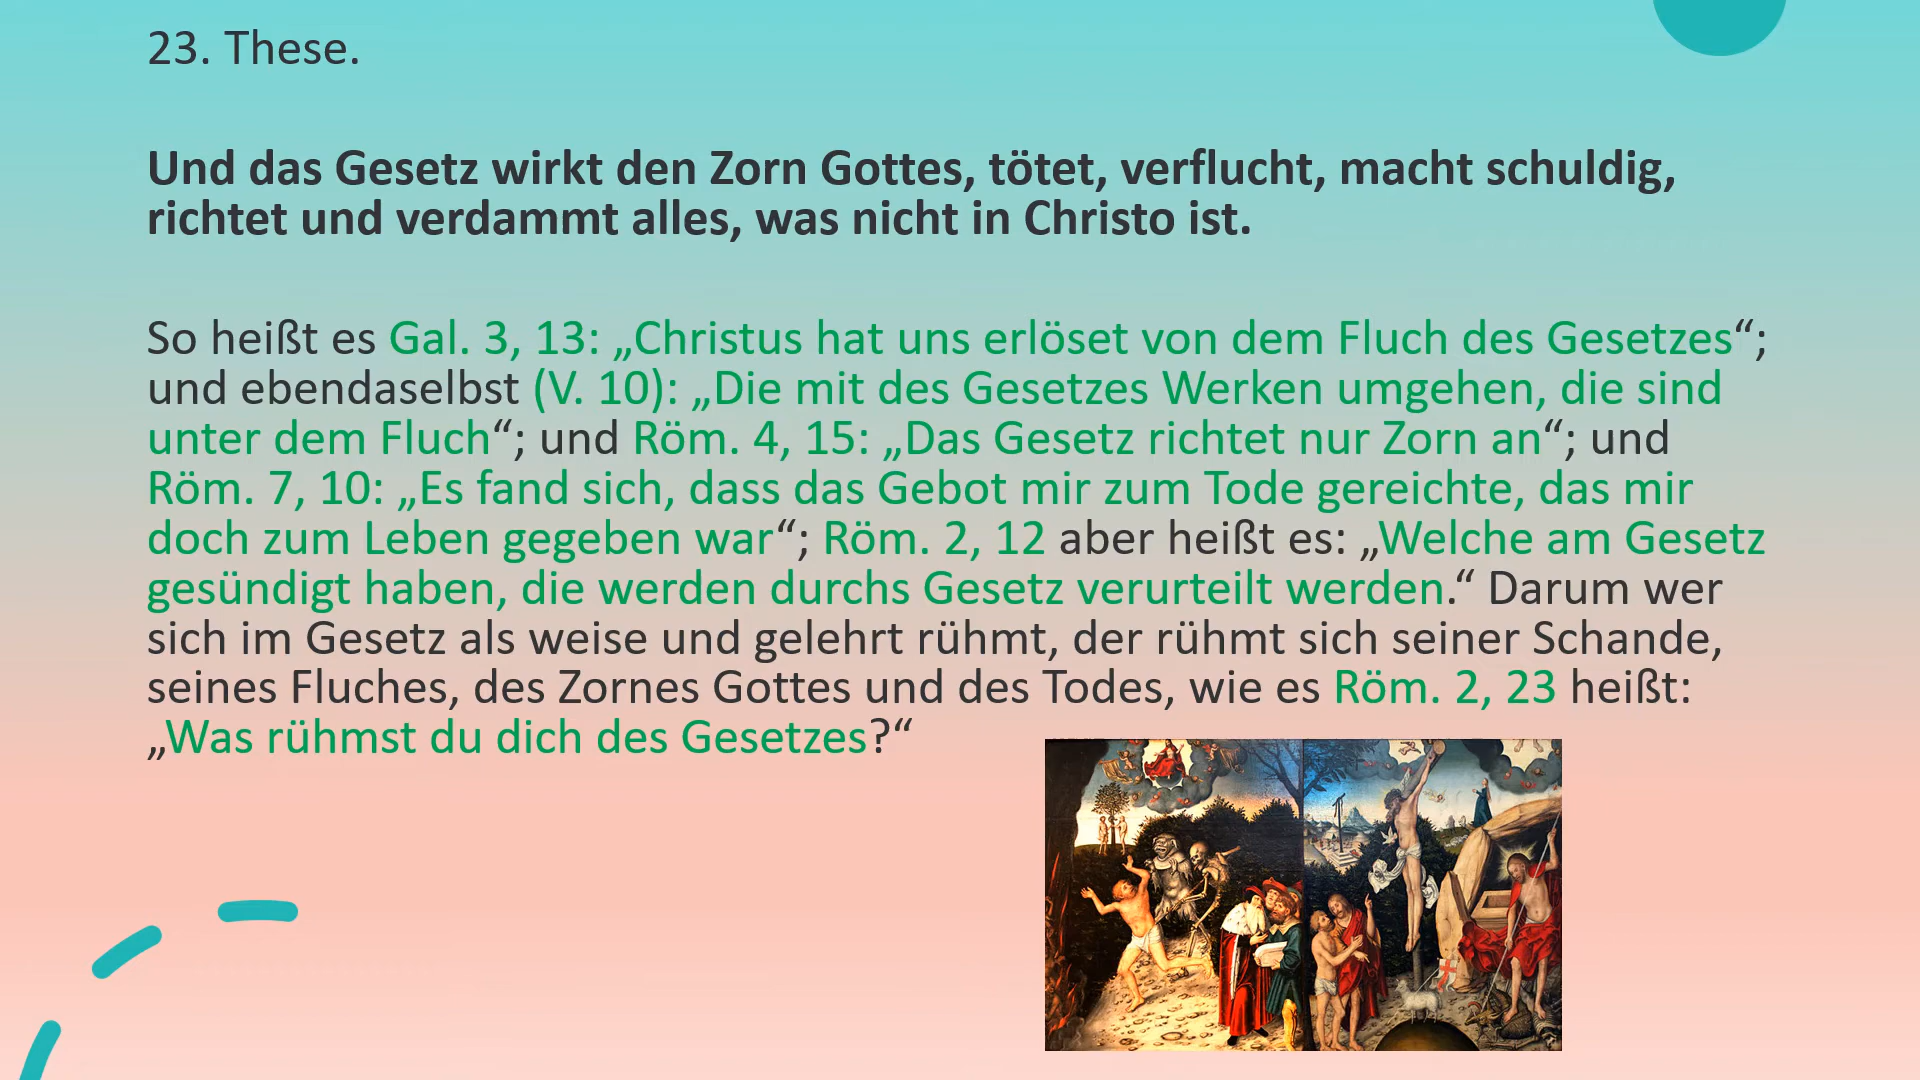 23. These.
Und das Gesetz wirkt den Zorn Gottes, tötet, verflucht, macht schuldig,
richtet und verdammt alles, was nicht in Christo ist.
So heißt es Gal. 3, 13: „Christus hat uns erlöset von dem Fluch des Gesetzes“;
und ebendaselbst (V. 10): „Die mit des Gesetzes Werken umgehen, die sind
unter dem Fluch“; und Röm. 4, 15: „Das Gesetz richtet nur Zorn an“; und
Röm. 7, 10: „Es fand sich, dass das Gebot mir zum Tode gereichte, das mir
doch zum Leben gegeben war“; Röm. 2, 12 aber heißt es: „Welche am Gesetz
gesündigt haben, die werden durchs Gesetz verurteilt werden.“ Darum wer
sich im Gesetz als weise und gelehrt rühmt, der rühmt sich seiner Schande,
seines Fluches, des Zornes Gottes und des Todes, wie es Röm. 2, 23 heißt:
„Was rühmst du dich des Gesetzes?“